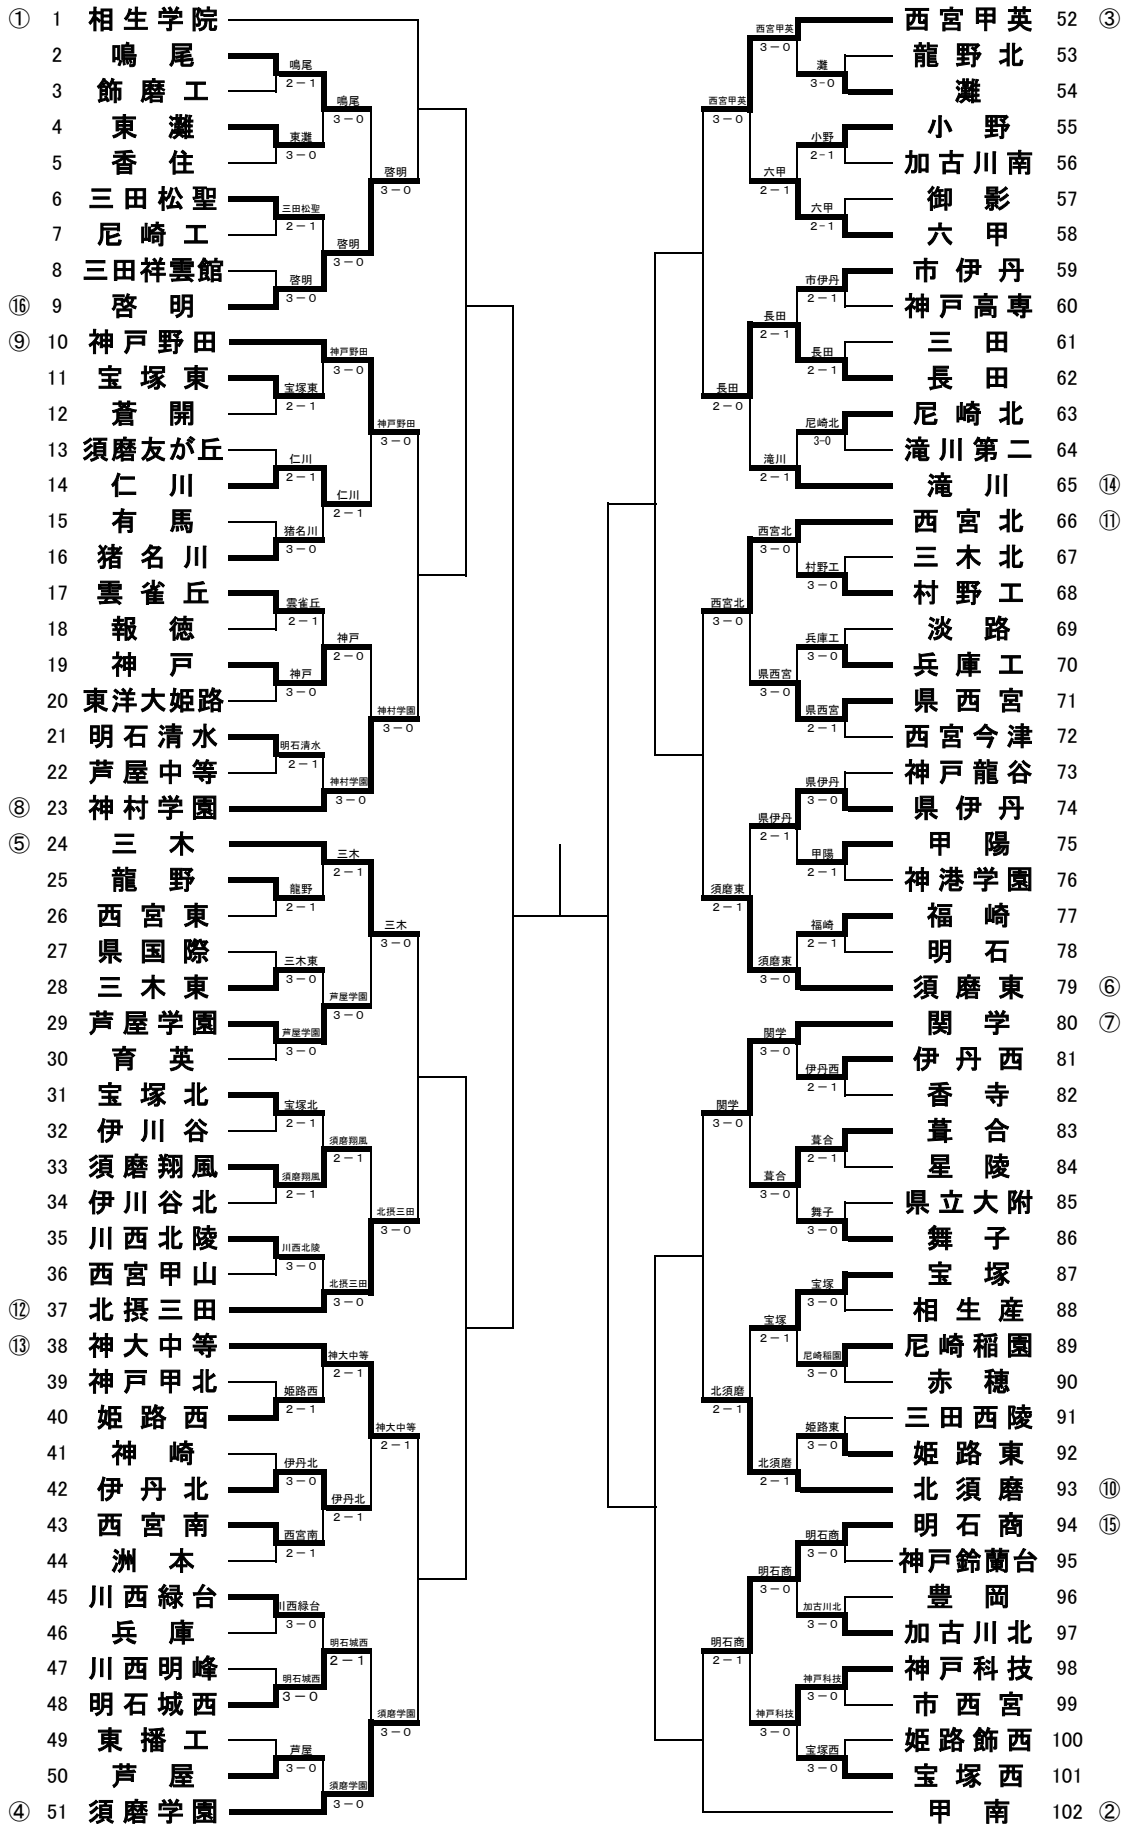 ① 1 相生学院
2 鳴尾
鳴尾
2－1
3 飾磨工
鳴尾
3－0
4 東灘
東灘
3－0
5 香住
啓明
3－0
6 三田松聖
三田松聖
2－1
7 尼崎工
啓明
3－0
8 三田祥雲館
啓明
3－0
⑯ 9 啓明
⑨ 10 神戸野田
神戸野田
3－0
11 宝塚東
宝塚東
2－1
12 蒼開
神戸野田
3－0
13 須磨友が丘
仁川
2－1
14 仁川
仁川
2－1
15 有馬
猪名川
3－0
16 猪名川
17 雲雀丘
雲雀丘
2－1
18 報徳
神戸
2－0
19 神戸
神戸
3－0
20 東洋大姫路
神村学園
3－0
21 明石清水
明石清水
2－1
22 芦屋中等
神村学園
3－0
⑧ 23 神村学園
⑤ 24 三木
三木
2－1
25 龍野
龍野
2－1
26 西宮東
三木
3－0
27 県国際
三木東
3－0
28 三木東
芦屋学園
3－0
29 芦屋学園
芦屋学園
3－0
30 育英
31 宝塚北
宝塚北
2－1
32 伊川谷
須磨翔風
2－1
33 須磨翔風
須磨翔風
2－1
34 伊川谷北
北摂三田
3－0
35 川西北陵
川西北陵
3－0
36 西宮甲山
北摂三田
3－0
⑫ 37 北摂三田
⑬ 38 神大中等
神大中等
2－1
39 神戸甲北
姫路西
2－1
40 姫路西
神大中等
2－1
41 神崎
伊丹北
3－0
42 伊丹北
伊丹北
2－1
43 西宮南
西宮南
2－1
44 洲本
45 川西緑台
川西緑台
3－0
46 兵庫
明石城西
2－1
47 川西明峰
明石城西
3－0
48 明石城西
須磨学園
3－0
49 東播工
芦屋
3－0
50 芦屋
須磨学園
3－0
④ 51 須磨学園
西宮甲英 52 ③
西宮甲英
3－0
龍野北 53
灘
3-0
灘 54
西宮甲英
3－0
小野 55
小野
2-1
加古川南 56
六甲
2－1
御影 57
六甲
2-1
六甲 58
市伊丹 59
市伊丹
2－1
神戸高専 60
長田
2－1
三田 61
長田
2－1
長田 62
長田
2－0
尼崎北 63
尼崎北
3-0
滝川第二 64
滝川
2－1
滝川 65 ⑭
西宮北 66 ⑪
西宮北
3－0
三木北 67
村野工
3－0
村野工 68
西宮北
3－0
淡路 69
兵庫工
3－0
兵庫工 70
県西宮
3－0
県西宮 71
県西宮
2－1
西宮今津 72
神戸龍谷 73
県伊丹
3－0
県伊丹 74
県伊丹
2－1
甲陽 75
甲陽
2－1
神港学園 76
須磨東
2－1
福崎 77
福崎
2－1
明石 78
須磨東
3－0
須磨東 79 ⑥
関学 80 ⑦
関学
3－0
伊丹西 81
伊丹西
2－1
香寺 82
関学
3－0
葺合 83
葺合
2－1
星陵 84
葺合
3－0
県立大附 85
舞子
3－0
舞子 86
宝塚 87
宝塚
3－0
相生産 88
宝塚
2－1
尼崎稲園 89
尼崎稲園
3－0
赤穂 90
北須磨
2－1
三田西陵 91
姫路東
3－0
姫路東 92
北須磨
2－1
北須磨 93 ⑩
明石商 94 ⑮
明石商
3－0
神戸鈴蘭台 95
明石商
3－0
豊岡 96
加古川北
3－0
加古川北 97
明石商
2－1
神戸科技 98
神戸科技
3－0
市西宮 99
神戸科技
3－0
姫路飾西 100
宝塚西
3－0
宝塚西 101
甲南 102 ②